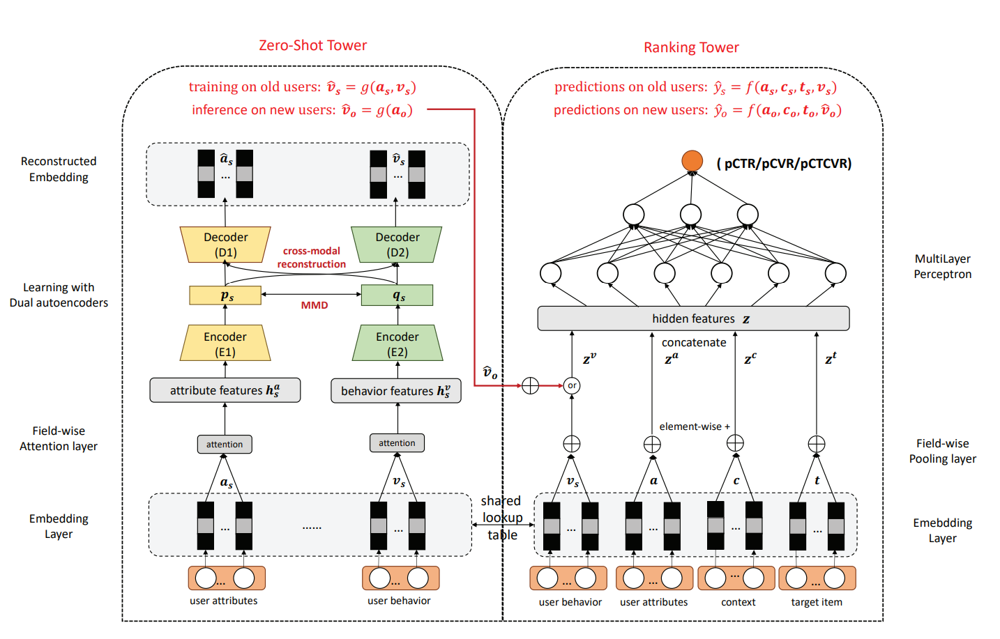 Zero-Shot Tower
training on old users: v̂ₛ = g(aₛ, vₛ)
inference on new users: v̂ₒ = g(aₒ)
Reconstructed
Embedding
âₛ
...
v̂ₛ
...
Decoder
(D1)
Decoder
(D2)
cross-modal
reconstruction
Learning with
Dual autoencoders
pₛ
MMD
qₛ
Encoder
(E1)
Encoder
(E2)
attribute features hₛᵃ
behavior features hₛᵛ
Field-wise
Attention layer
attention
attention
aₛ
vₛ
Embedding
Layer
...
......
...
...
...
user attributes
user behavior
v̂ₒ
shared
lookup
table
Ranking Tower
predictions on old users: ŷₛ = f(aₛ, cₛ, tₛ, vₛ)
predictions on new users: ŷₒ = f(aₒ, cₒ, tₒ, v̂ₒ)
( pCTR/pCVR/pCTCVR)
MultiLayer
Perceptron
hidden features z
concatenate
zᵛ
zᵃ
zᶜ
zᵗ
or
element-wise +
Field-wise
Pooling layer
vₛ
a
c
t
...
...
...
...
Emebdding
Layer
...
...
...
...
user behavior
user attributes
context
target item